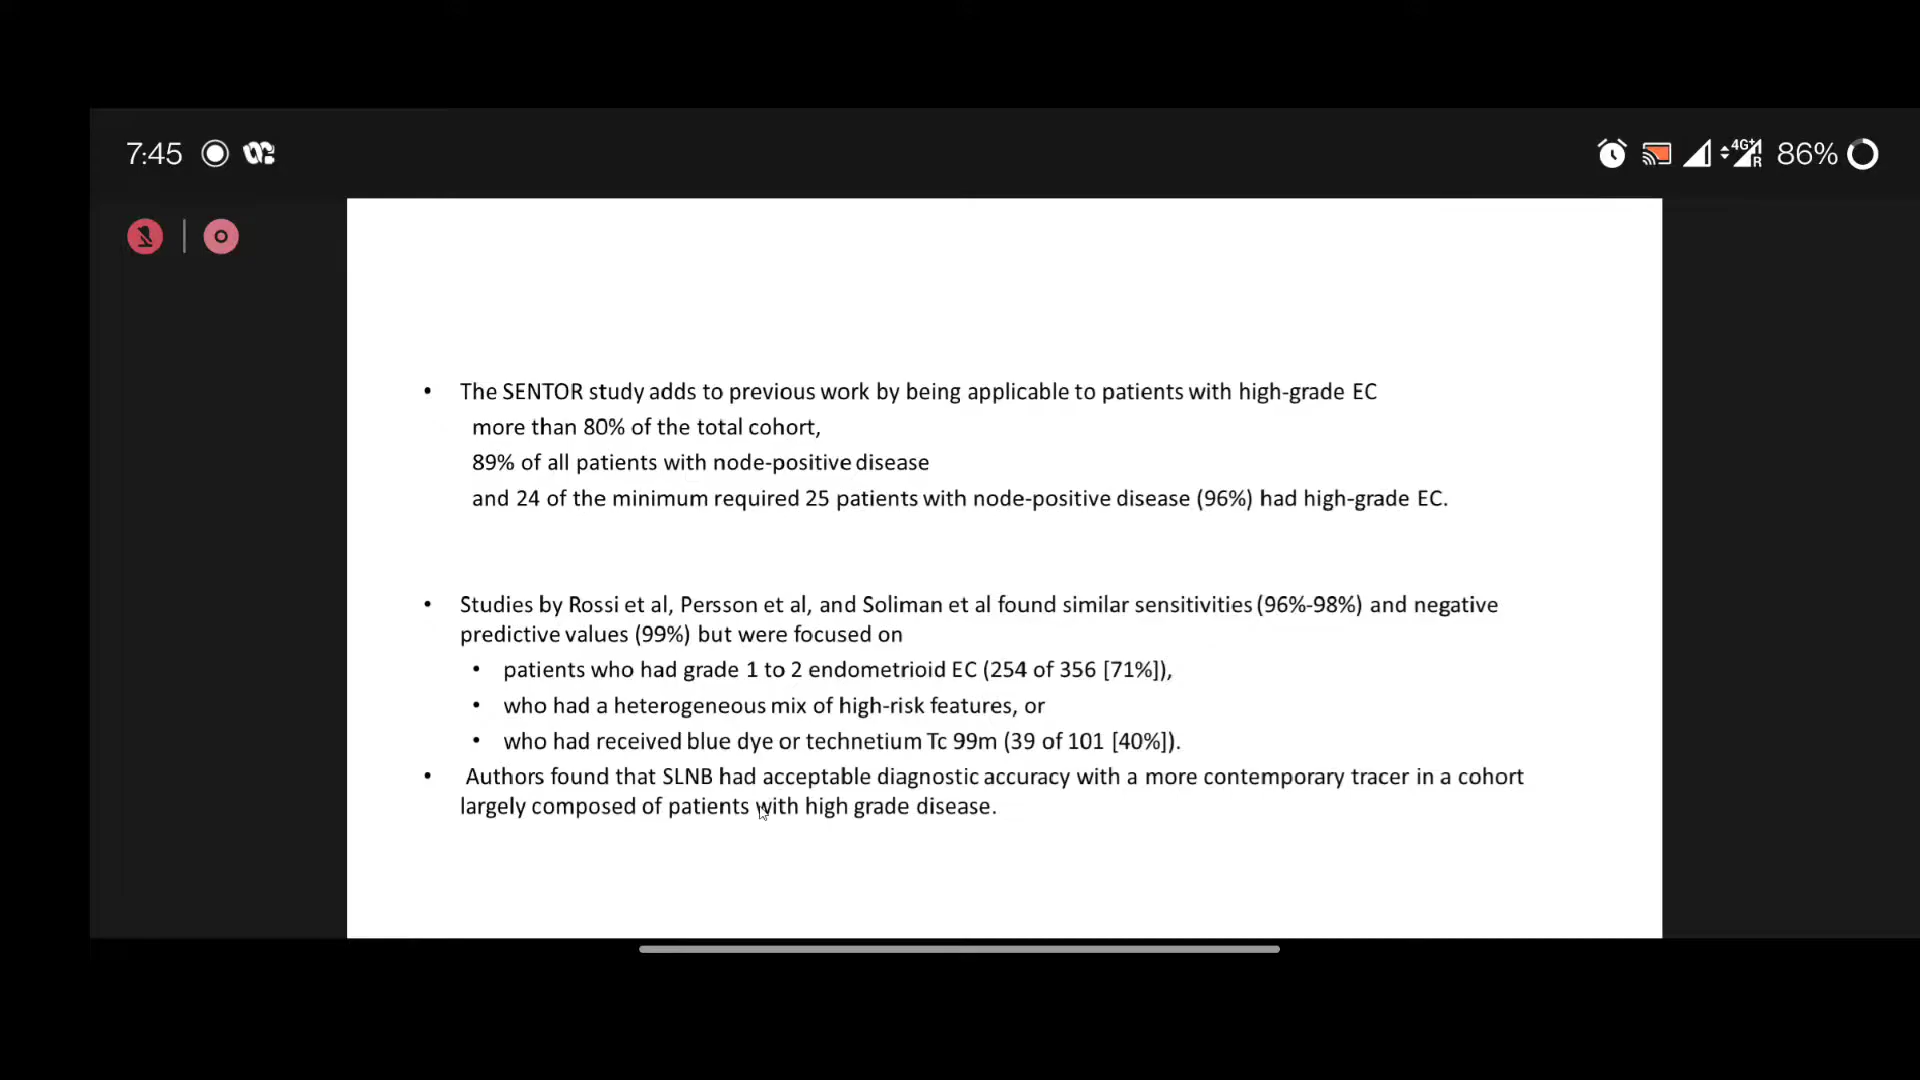 7:45
4G+
R
86%
• The SENTOR study adds to previous work by being applicable to patients with high-grade EC
more than 80% of the total cohort,
89% of all patients with node-positive disease
and 24 of the minimum required 25 patients with node-positive disease (96%) had high-grade EC.
• Studies by Rossi et al, Persson et al, and Soliman et al found similar sensitivities (96%-98%) and negative
predictive values (99%) but were focused on
• patients who had grade 1 to 2 endometrioid EC (254 of 356 [71%]),
• who had a heterogeneous mix of high-risk features, or
• who had received blue dye or technetium Tc 99m (39 of 101 [40%]).
• Authors found that SLNB had acceptable diagnostic accuracy with a more contemporary tracer in a cohort
largely composed of patients with high grade disease.